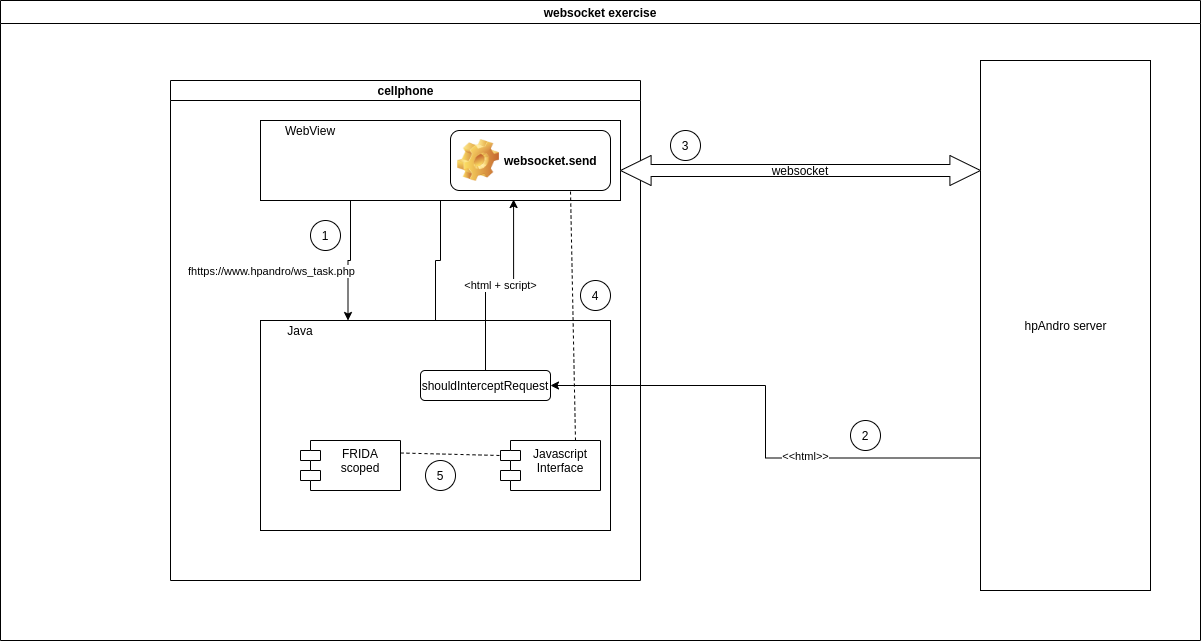 websocket exercise
cellphone
WebView
websocket.send
3
websocket
1
fhttps://www.hpandro/ws_task.php
<html + script>
4
Java
hpAndro server
shouldInterceptRequest
2
<<html>>
FRIDA
scoped
5
Javascript
Interface